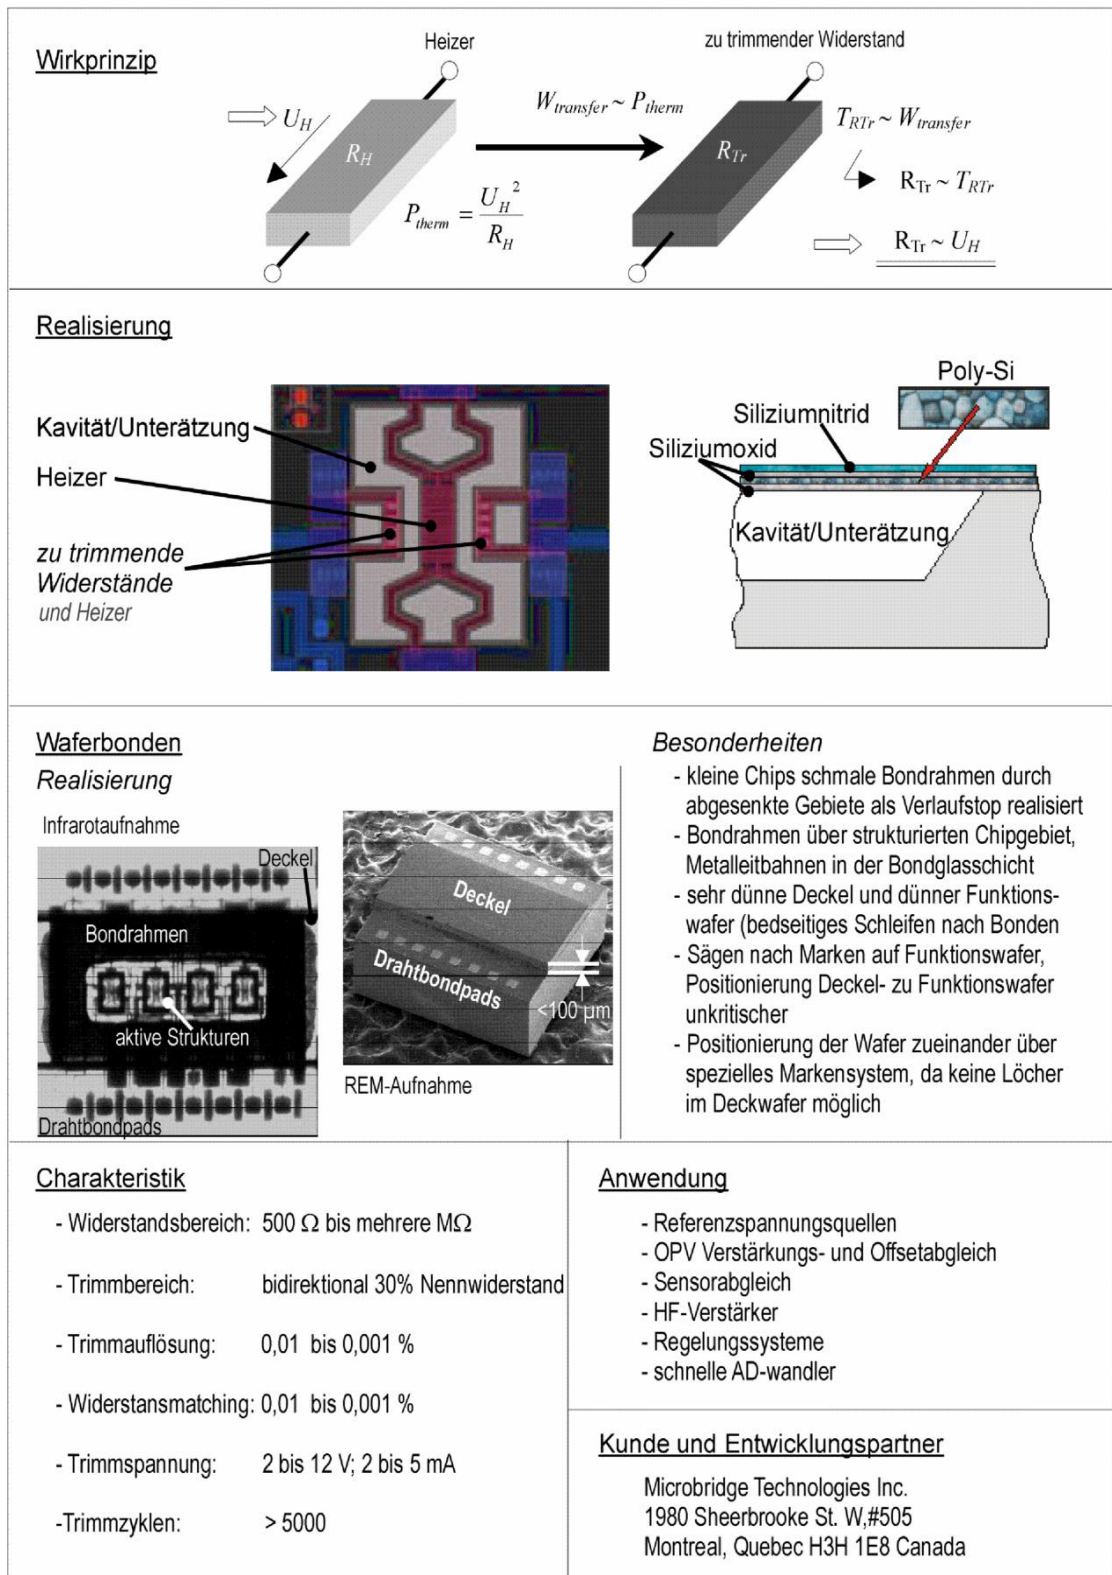 Wirkprinzip
Heizer
zu trimmender Widerstand
U_H
R_H
W_transfer ~ P_therm
P_therm = U_H² / R_H
R_Tr
T_RTr ~ W_transfer
R_Tr ~ T_RTr
R_Tr ~ U_H
Realisierung
Kavität/Unterätzung
Heizer
zu trimmende
Widerstände
und Heizer
Poly-Si
Siliziumnitrid
Siliziumoxid
Kavität/Unterätzung
Waferbonden
Realisierung
Infrarotaufnahme
Deckel
Bondrahmen
aktive Strukturen
Drahtbondpads
Deckel
Drahtbondpads
<100 µm
REM-Aufnahme
Besonderheiten
- kleine Chips schmale Bondrahmen durch
abgesenkte Gebiete als Verlaufstop realisiert
- Bondrahmen über strukturierten Chipgebiet,
Metalleitbahnen in der Bondglasschicht
- sehr dünne Deckel und dünner Funktions-
wafer (bedseitiges Schleifen nach Bonden
- Sägen nach Marken auf Funktionswafer,
Positionierung Deckel- zu Funktionswafer
unkritischer
- Positionierung der Wafer zueinander über
spezielles Markensystem, da keine Löcher
im Deckwafer möglich
Charakteristik
- Widerstandsbereich: 500 Ω bis mehrere MΩ
- Trimmbereich: bidirektional 30% Nennwiderstand
- Trimmauflösung: 0,01 bis 0,001 %
- Widerstansmatching: 0,01 bis 0,001 %
- Trimmspannung: 2 bis 12 V; 2 bis 5 mA
-Trimmzyklen: > 5000
Anwendung
- Referenzspannungsquellen
- OPV Verstärkungs- und Offsetabgleich
- Sensorabgleich
- HF-Verstärker
- Regelungssysteme
- schnelle AD-wandler
Kunde und Entwicklungspartner
Microbridge Technologies Inc.
1980 Sheerbrooke St. W,#505
Montreal, Quebec H3H 1E8 Canada